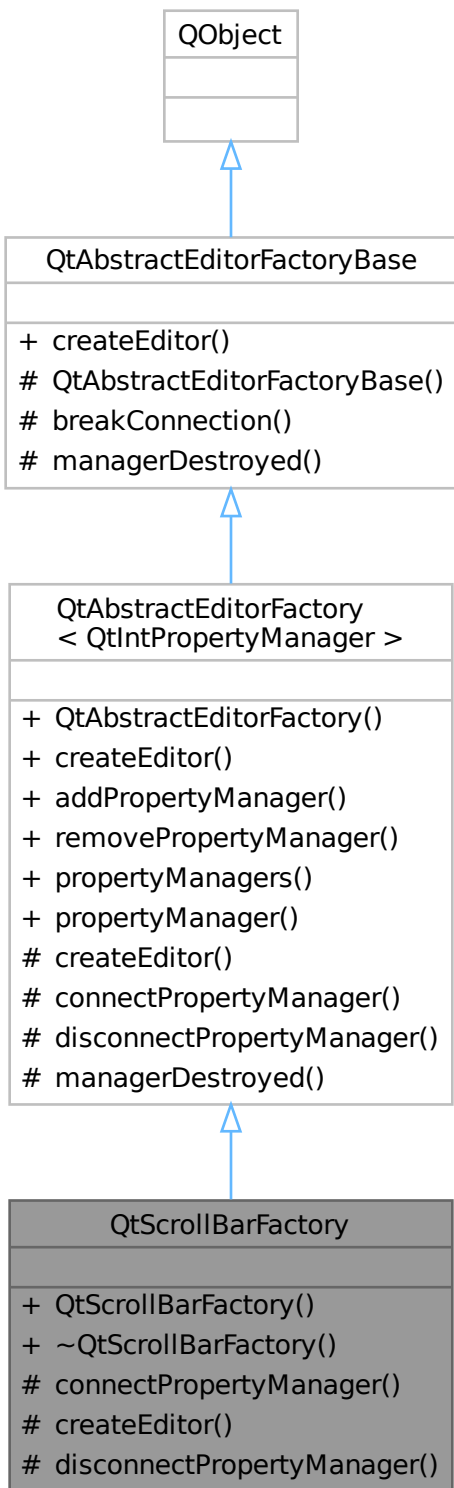 QObject
QtAbstractEditorFactoryBase
+ createEditor()
# QtAbstractEditorFactoryBase()
# breakConnection()
# managerDestroyed()
QtAbstractEditorFactory
< QtIntPropertyManager >
+ QtAbstractEditorFactory()
+ createEditor()
+ addPropertyManager()
+ removePropertyManager()
+ propertyManagers()
+ propertyManager()
# createEditor()
# connectPropertyManager()
# disconnectPropertyManager()
# managerDestroyed()
QtScrollBarFactory
+ QtScrollBarFactory()
+ ~QtScrollBarFactory()
# connectPropertyManager()
# createEditor()
# disconnectPropertyManager()